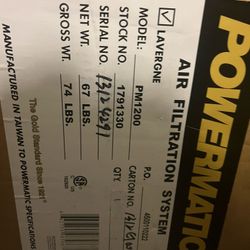 POWERMATIC
AIR FILTRATION SYSTEM
LAVERGNE
P.O. 4500110222
MODEL: PM1200
CARTON NO.
STOCK NO. 1791330
QTY.
SERIAL NO.
NET WT. 67 LBS.
GROSS WT. 74 LBS.
The Gold Standard Since 1921
MANUFACTURED IN TAIWAN TO POWERMATIC SPECIFICATIONS